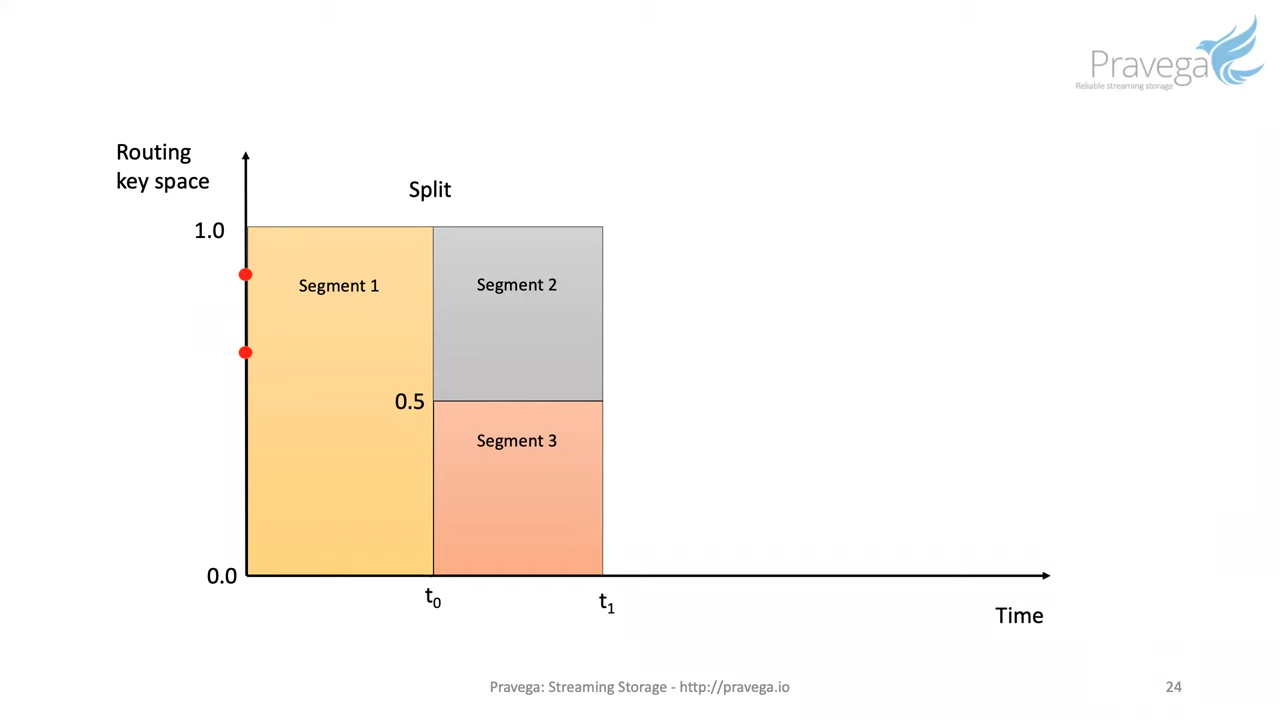 Pravega
Reliable streaming storage
Routing
key space
Split
1.0
Segment 1
Segment 2
0.5
Segment 3
0.0
t0
t1
Time
Pravega: Streaming Storage - http://pravega.io
24